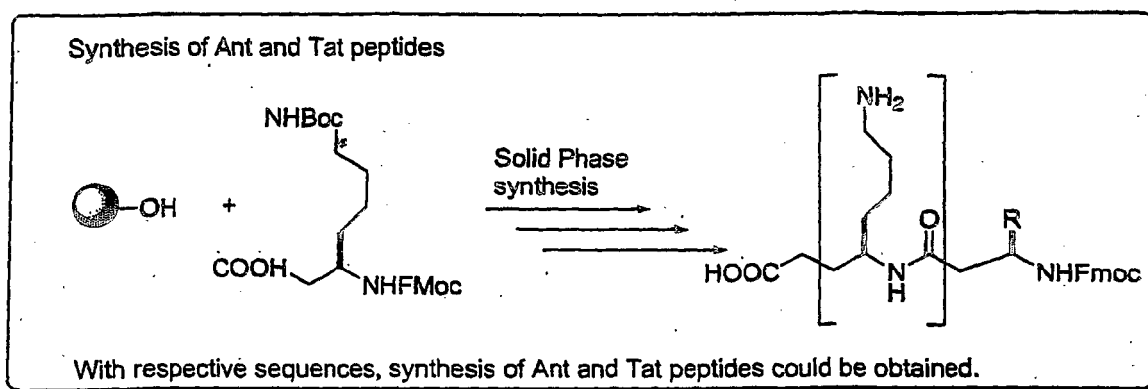 Synthesis of Ant and Tat peptides
NHBoc
Solid Phase
synthesis
OH
+
COOH
NHFMoc
NH2
O
R
HOOC
N
H
NHFmoc
With respective sequences, synthesis of Ant and Tat peptides could be obtained.